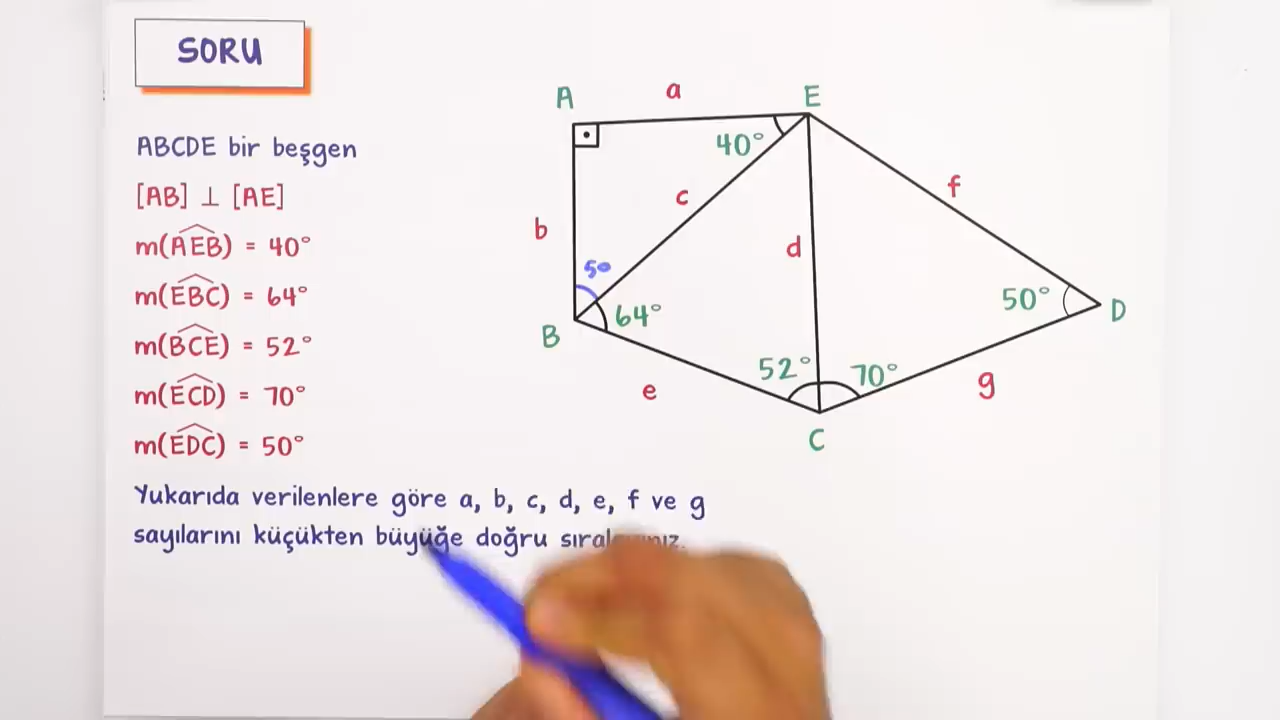 SORU
ABCDE bir beşgen
[AB] ⊥ [AE]
m(AEB) = 40°
m(EBC) = 64°
m(BCE) = 52°
m(ECD) = 70°
m(EDC) = 50°
Yukarıda verilenlere göre a, b, c, d, e, f ve g
sayılarını küçükten büyüğe doğru
A
a
E
40°
c
f
b
d
50
50°
D
B
64°
52°
70°
e
g
C